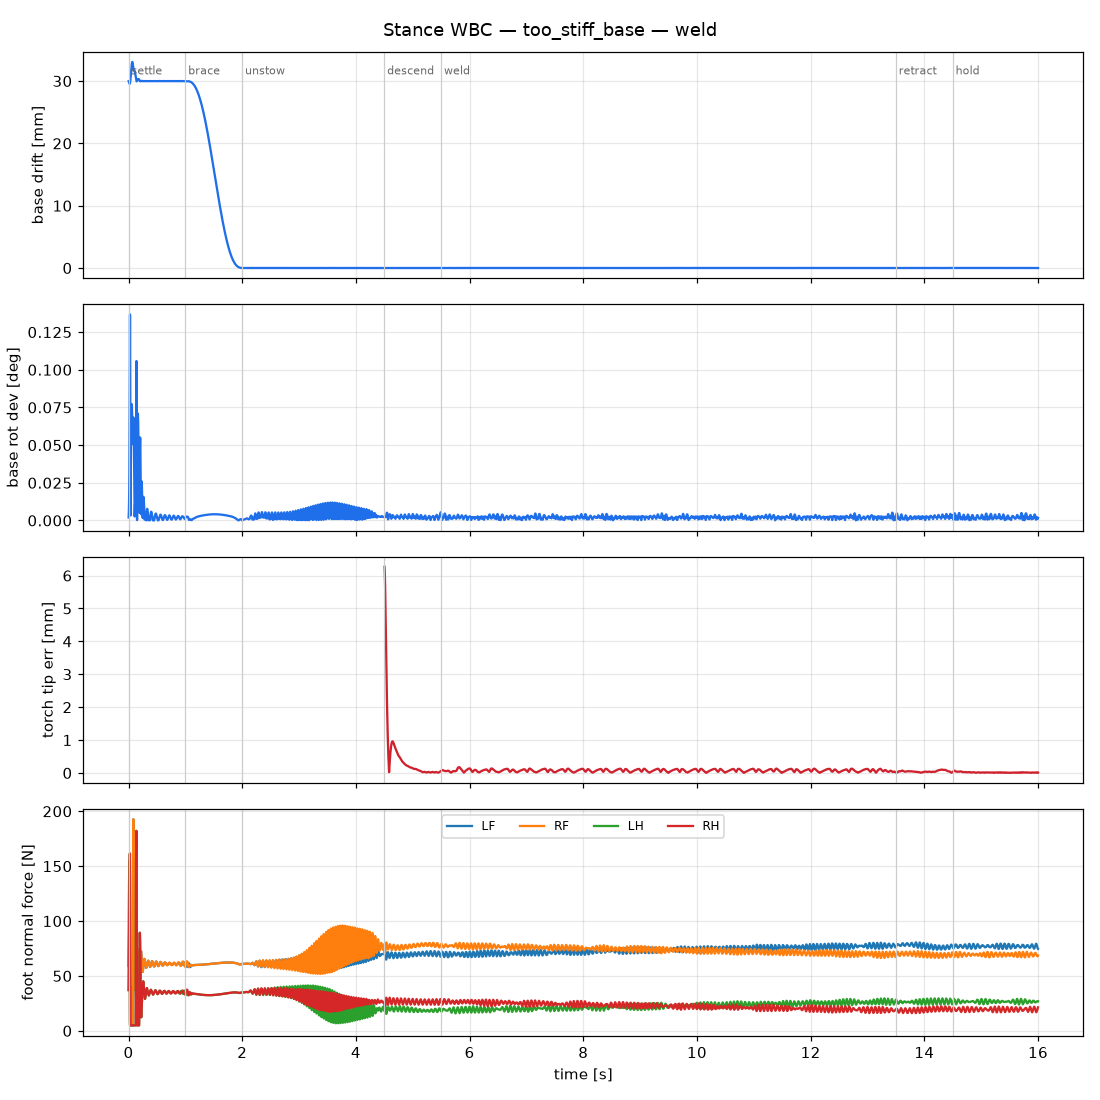 Stance WBC — too_stiff_base — weld
settle brace unstow descend weld retract hold
base drift [mm]
30
20
10
0
base rot dev [deg]
0.125
0.100
0.075
0.050
0.025
0.000
torch tip err [mm]
6
5
4
3
2
1
0
foot normal force [N]
200
150
100
50
0
LF RF LH RH
0 2 4 6 8 10 12 14 16
time [s]